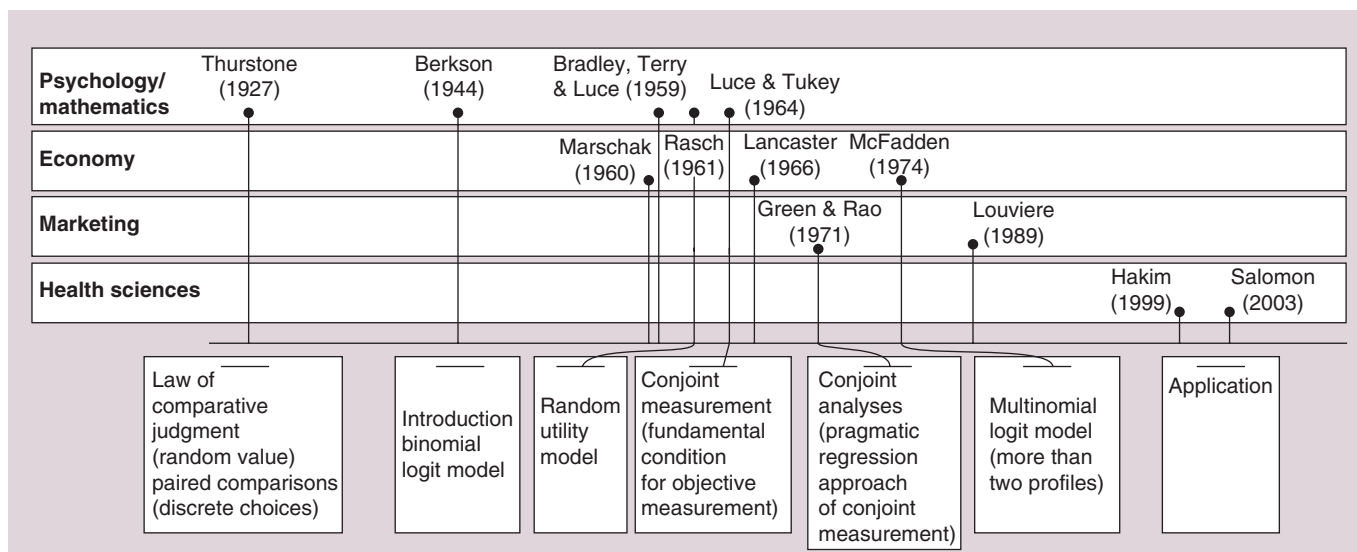 Psychology/
mathematics
Thurstone
(1927)
Berkson
(1944)
Bradley, Terry
& Luce (1959)
Luce & Tukey
(1964)
Economy
Marschak
(1960)
Rasch
(1961)
Lancaster
(1966)
McFadden
(1974)
Marketing
Green & Rao
(1971)
Louviere
(1989)
Health sciences
Hakim
(1999)
Salomon
(2003)
Law of
comparative
judgment
(random value)
paired comparisons
(discrete choices)
Introduction
binomial
logit model
Random
utility
model
Conjoint
measurement
(fundamental
condition
for objective
measurement)
Conjoint
analyses
(pragmatic
regression
approach
of conjoint
measurement)
Multinomial
logit model
(more than
two profiles)
Application